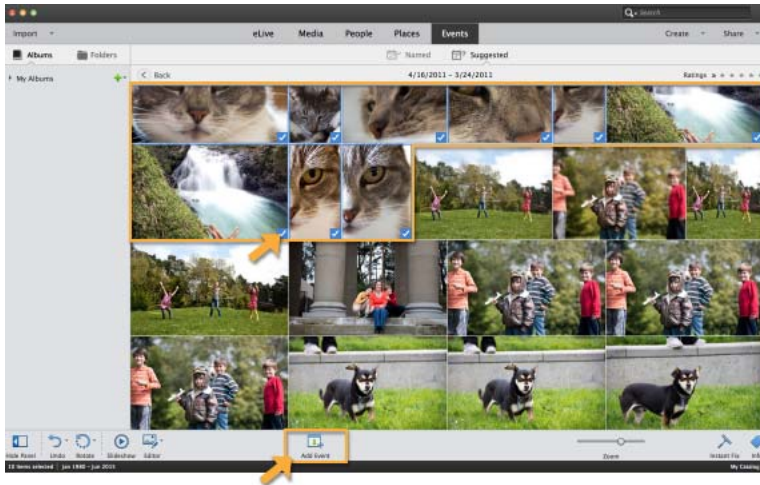 Search
Import eLive Media People Places Events Create Share
Albums Folders Named Suggested
My Albums < Back 4/16/2011 - 3/24/2011 Ratings
Hide Panel Undo Rotate Slideshow Editor Add Event Zoom Instant Fix
Jan 1980 - Jun 2011 My Catalog